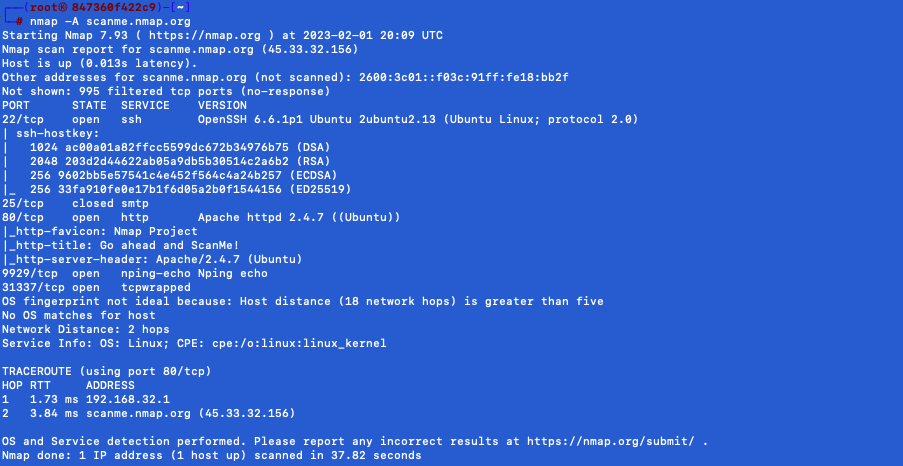 ┌──(root㉿847360f422c9)-[~]
└─# nmap -A scanme.nmap.org
Starting Nmap 7.93 ( https://nmap.org ) at 2023-02-01 20:09 UTC
Nmap scan report for scanme.nmap.org (45.33.32.156)
Host is up (0.013s latency).
Other addresses for scanme.nmap.org (not scanned): 2600:3c01::f03c:91ff:fe18:bb2f
Not shown: 995 filtered tcp ports (no-response)
PORT      STATE  SERVICE    VERSION
22/tcp    open   ssh        OpenSSH 6.6.1p1 Ubuntu 2ubuntu2.13 (Ubuntu Linux; protocol 2.0)
| ssh-hostkey:
|   1024 ac00a01a82ffcc5599dc672b34976b75 (DSA)
|   2048 203d2d44622ab05a9db5b30514c2a6b2 (RSA)
|   256 9602bb5e57541c4e452f564c4a24b257 (ECDSA)
|_  256 33fa910fe0e17b1f6d05a2b0f1544156 (ED25519)
25/tcp    closed smtp
80/tcp    open   http       Apache httpd 2.4.7 ((Ubuntu))
|_http-favicon: Nmap Project
|_http-title: Go ahead and ScanMe!
|_http-server-header: Apache/2.4.7 (Ubuntu)
9929/tcp  open   nping-echo Nping echo
31337/tcp open   tcpwrapped
OS fingerprint not ideal because: Host distance (18 network hops) is greater than five
No OS matches for host
Network Distance: 2 hops
Service Info: OS: Linux; CPE: cpe:/o:linux:linux_kernel

TRACEROUTE (using port 80/tcp)
HOP RTT     ADDRESS
1   1.73 ms 192.168.32.1
2   3.84 ms scanme.nmap.org (45.33.32.156)

OS and Service detection performed. Please report any incorrect results at https://nmap.org/submit/ .
Nmap done: 1 IP address (1 host up) scanned in 37.82 seconds